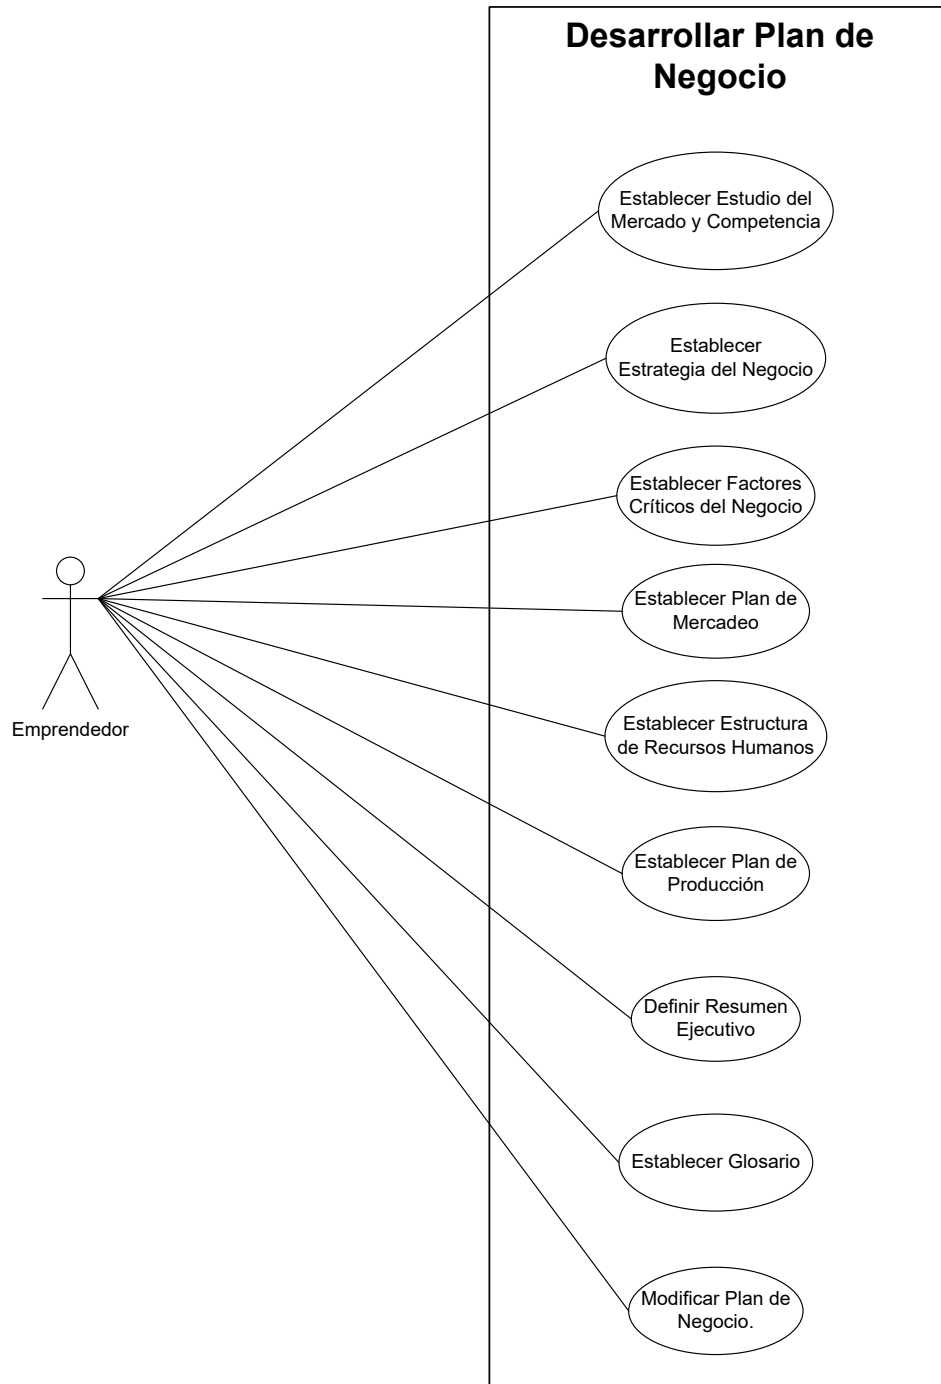 Desarrollar Plan de
Negocio
Establecer Estudio del
Mercado y Competencia
Establecer
Estrategia del Negocio
Establecer Factores
Críticos del Negocio
Establecer Plan de
Mercadeo
Establecer Estructura
de Recursos Humanos
Emprendedor
Establecer Plan de
Producción
Definir Resumen
Ejecutivo
Establecer Glosario
Modificar Plan de
Negocio.